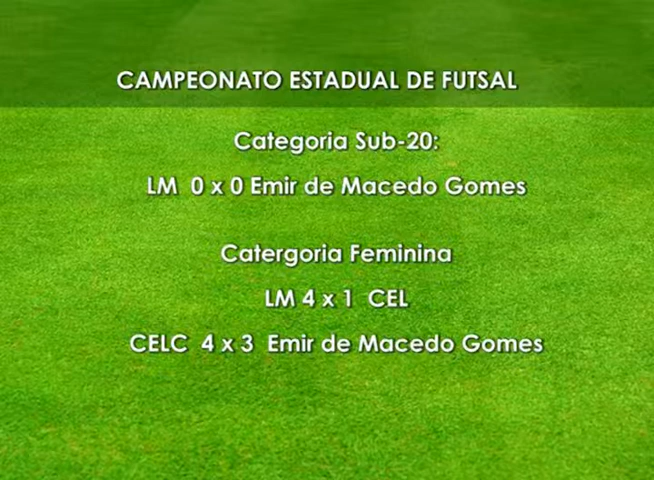 CAMPEONATO ESTADUAL DE FUTSAL
Categoria Sub-20:
LM 0 x 0 Emir de Macedo Gomes
Catergoria Feminina
LM 4 x 1 CEL
CELC 4 x 3 Emir de Macedo Gomes